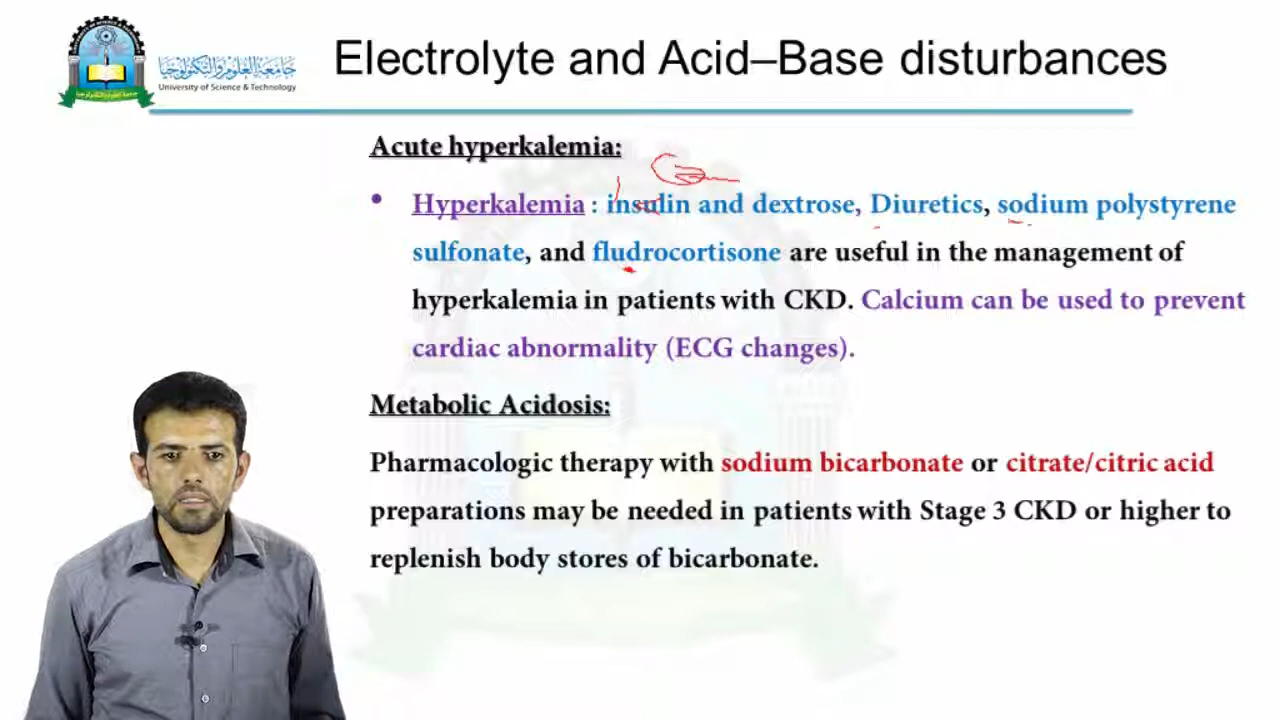 Electrolyte and Acid–Base disturbances
جامعة العلوم والتكنولوجيا
University of Science & Technology
Acute hyperkalemia:
• Hyperkalemia : insulin and dextrose, Diuretics, sodium polystyrene
sulfonate, and fludrocortisone are useful in the management of
hyperkalemia in patients with CKD. Calcium can be used to prevent
cardiac abnormality (ECG changes).
Metabolic Acidosis:
Pharmacologic therapy with sodium bicarbonate or citrate/citric acid
preparations may be needed in patients with Stage 3 CKD or higher to
replenish body stores of bicarbonate.